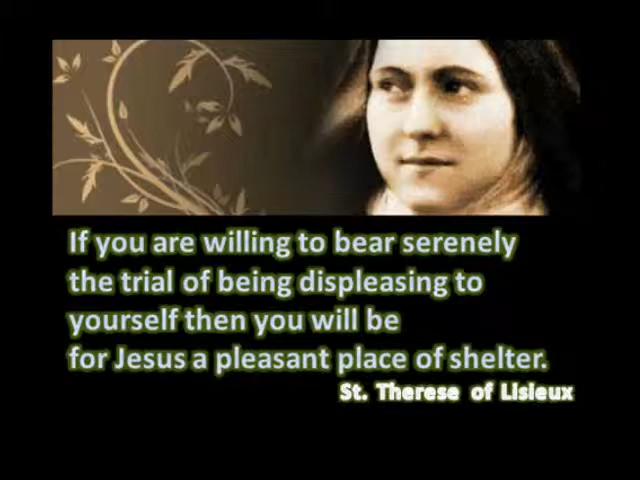 If you are willing to bear serenely
the trial of being displeasing to
yourself then you will be
for Jesus a pleasant place of shelter.
St. Therese of Lisieux